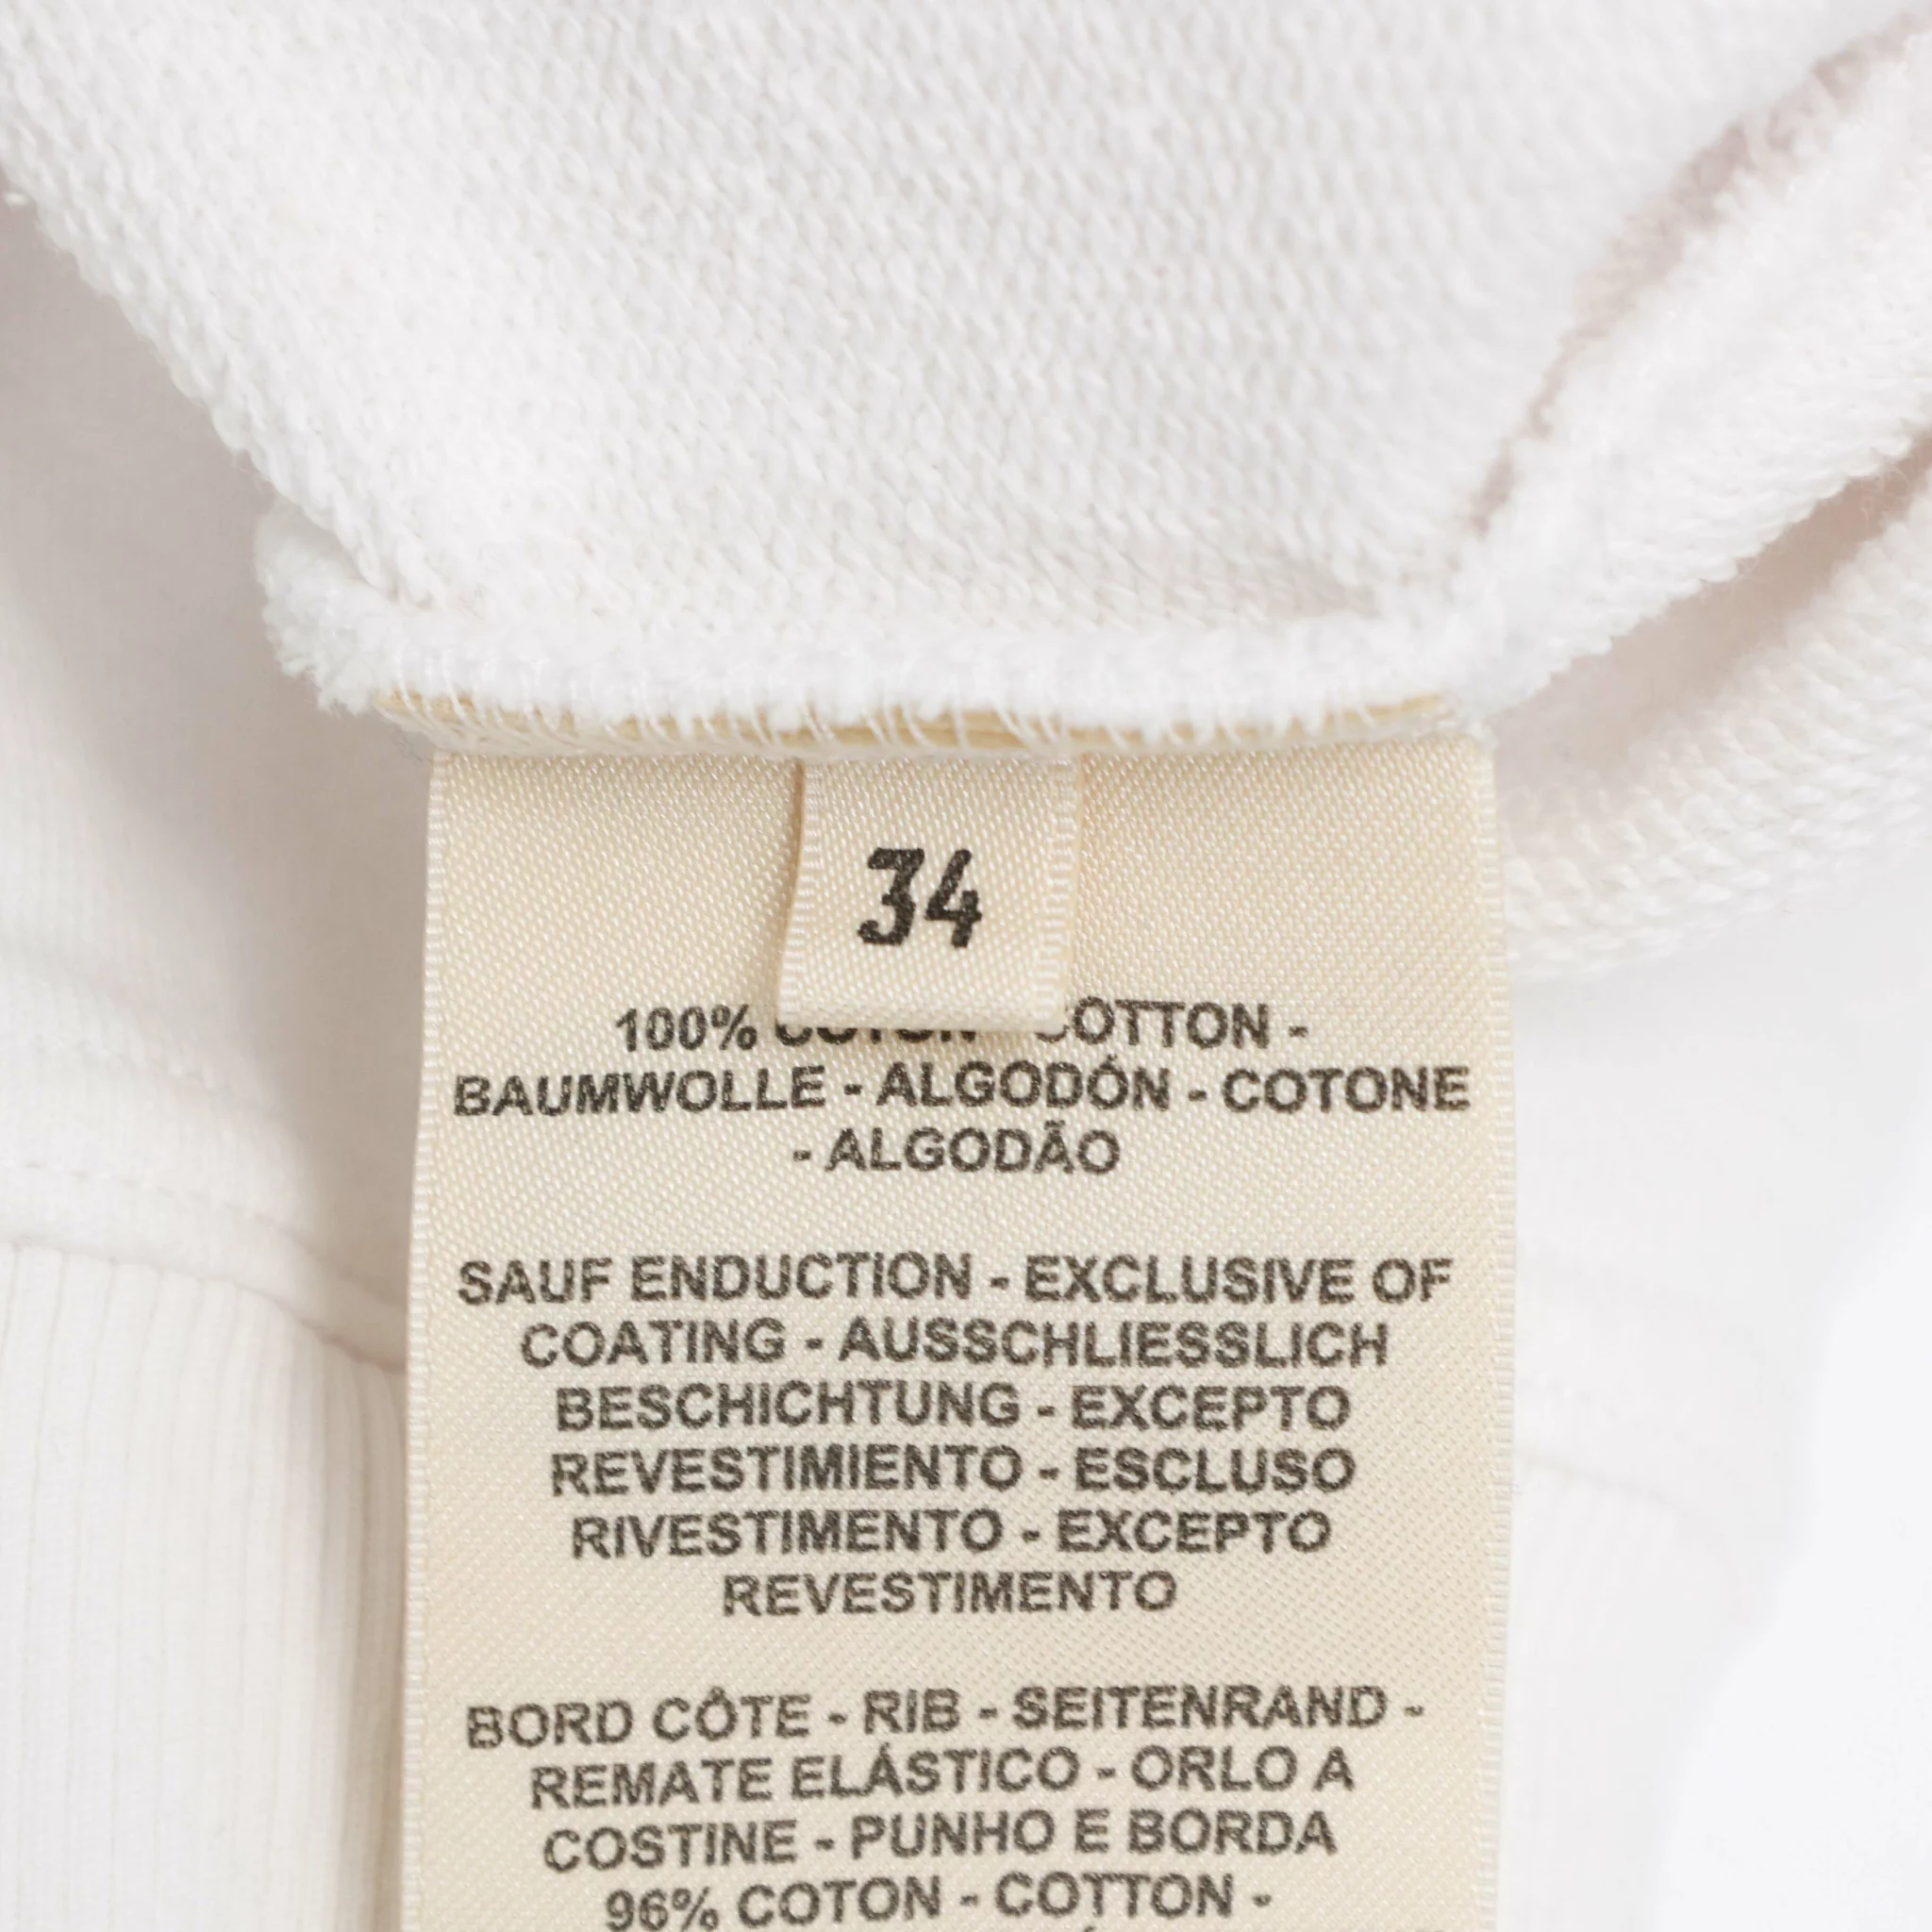 34
100% COTON - COTTON -
BAUMWOLLE - ALGODÓN - COTONE
- ALGODÃO
SAUF ENDUCTION - EXCLUSIVE OF
COATING - AUSSCHLIESSLICH
BESCHICHTUNG - EXCEPTO
REVESTIMIENTO - ESCLUSO
RIVESTIMENTO - EXCEPTO
REVESTIMENTO
BORD CÔTE - RIB - SEITENRAND -
REMATE ELÁSTICO - ORLO A
COSTINE - PUNHO E BORDA
96% COTON - COTTON -